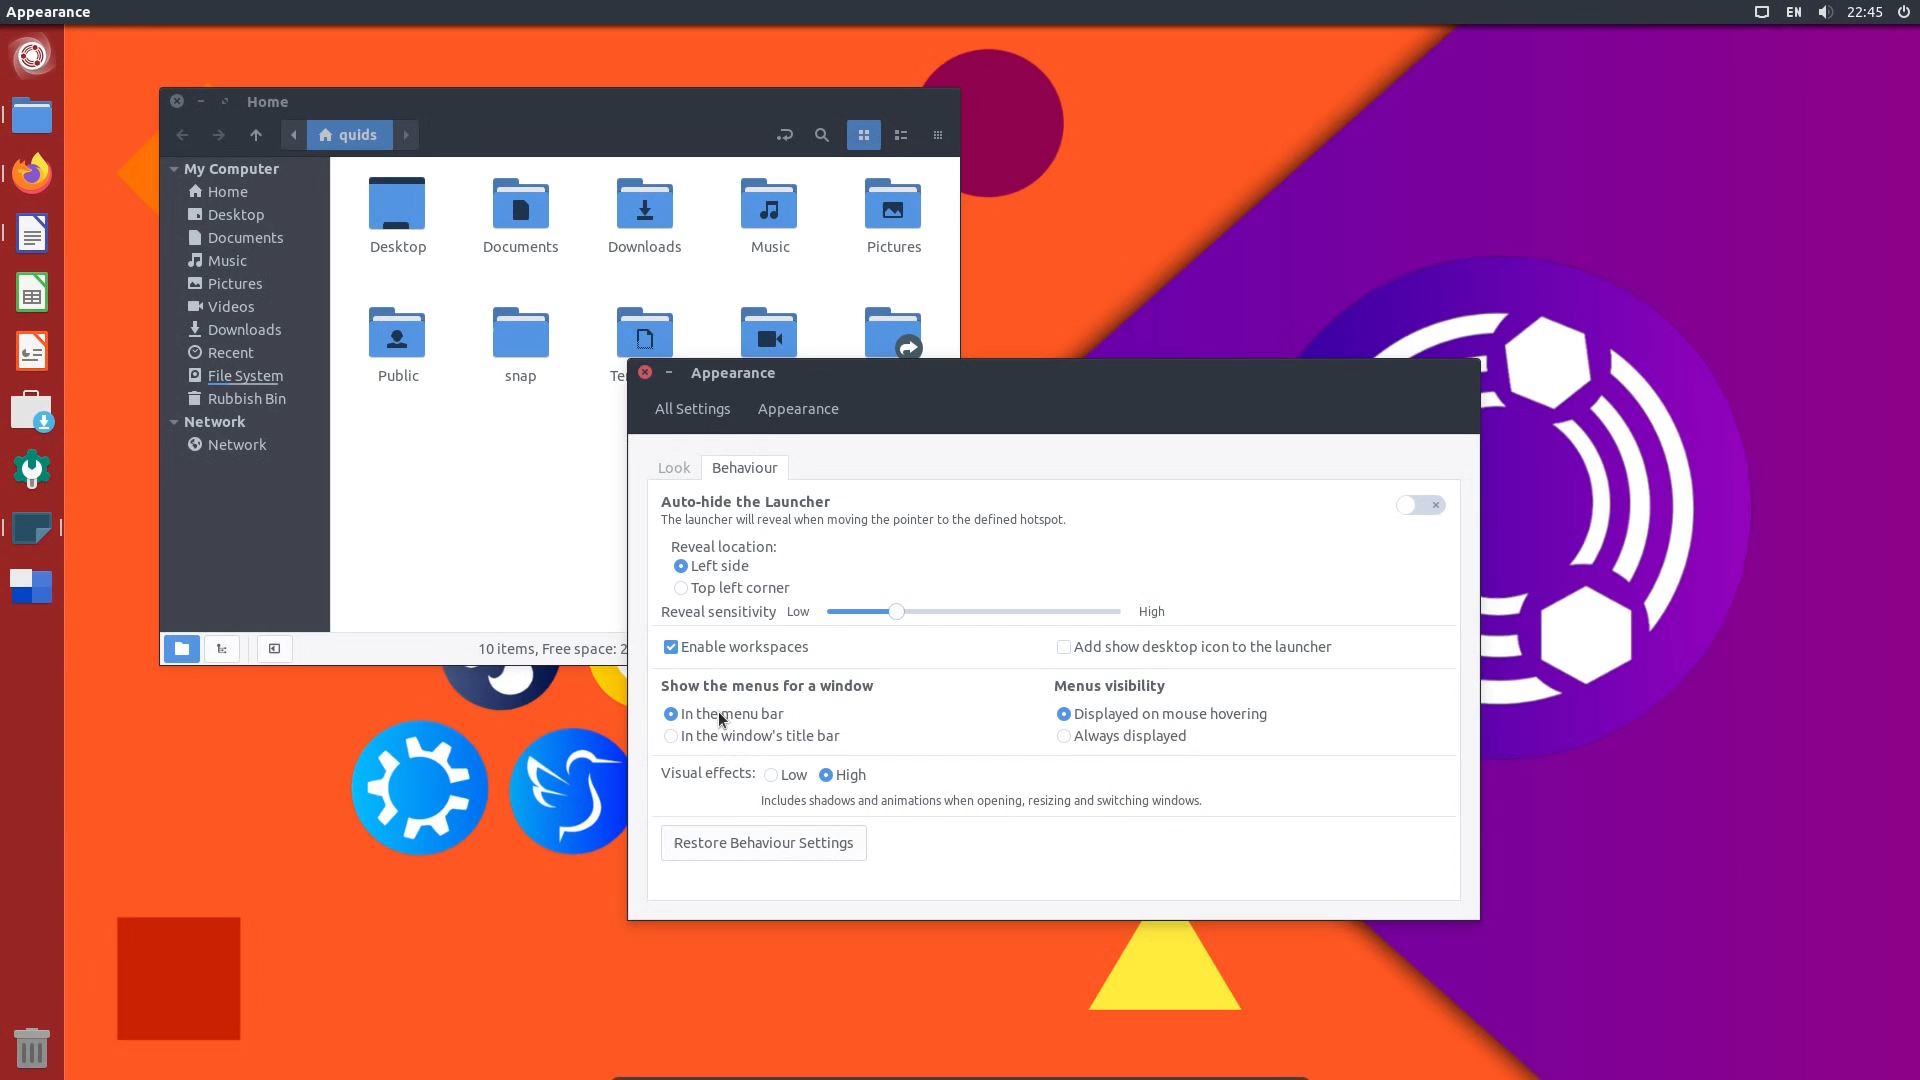 Appearance
EN
22:45
Home
quids
My Computer
Home
Desktop
Documents
Music
Pictures
Videos
Downloads
Recent
File System
Rubbish Bin
Network
Network
Desktop
Documents
Downloads
Music
Pictures
Public
snap
10 items, Free space:
Appearance
All Settings
Appearance
Look
Behaviour
Auto-hide the Launcher
The launcher will reveal when moving the pointer to the defined hotspot.
Reveal location:
Left side
Top left corner
Reveal sensitivity Low High
Enable workspaces
Add show desktop icon to the launcher
Show the menus for a window
In the menu bar
In the window's title bar
Menus visibility
Displayed on mouse hovering
Always displayed
Visual effects: Low High
Includes shadows and animations when opening, resizing and switching windows.
Restore Behaviour Settings